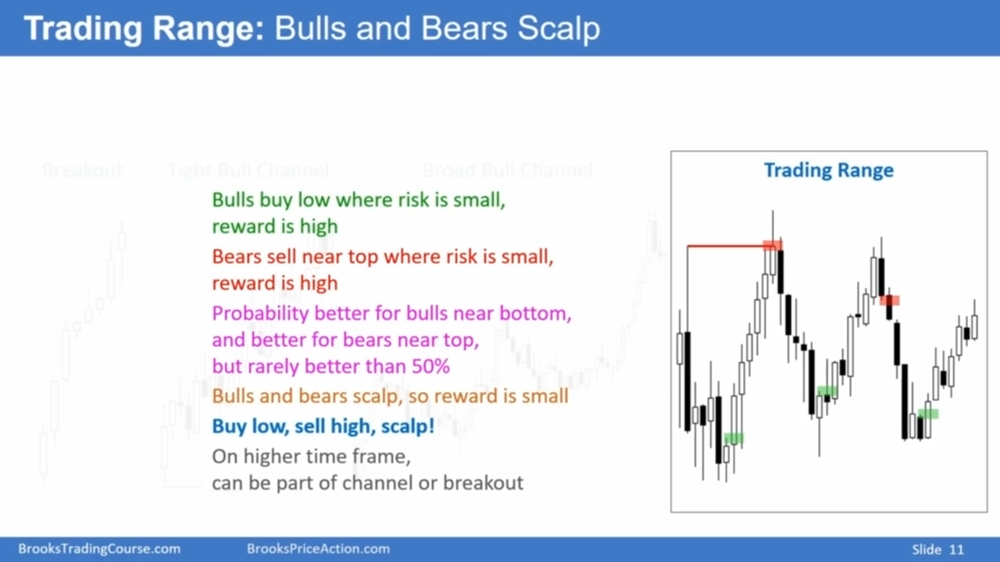 Trading Range: Bulls and Bears Scalp
Breakout
Tight Bull Channel
Broad Bull Channel
Trading Range
Bulls buy low where risk is small,
reward is high
Bears sell near top where risk is small,
reward is high
Probability better for bulls near bottom,
and better for bears near top,
but rarely better than 50%
Bulls and bears scalp, so reward is small
Buy low, sell high, scalp!
On higher time frame,
can be part of channel or breakout
BrooksTradingCourse.com
BrooksPriceAction.com
Slide 11